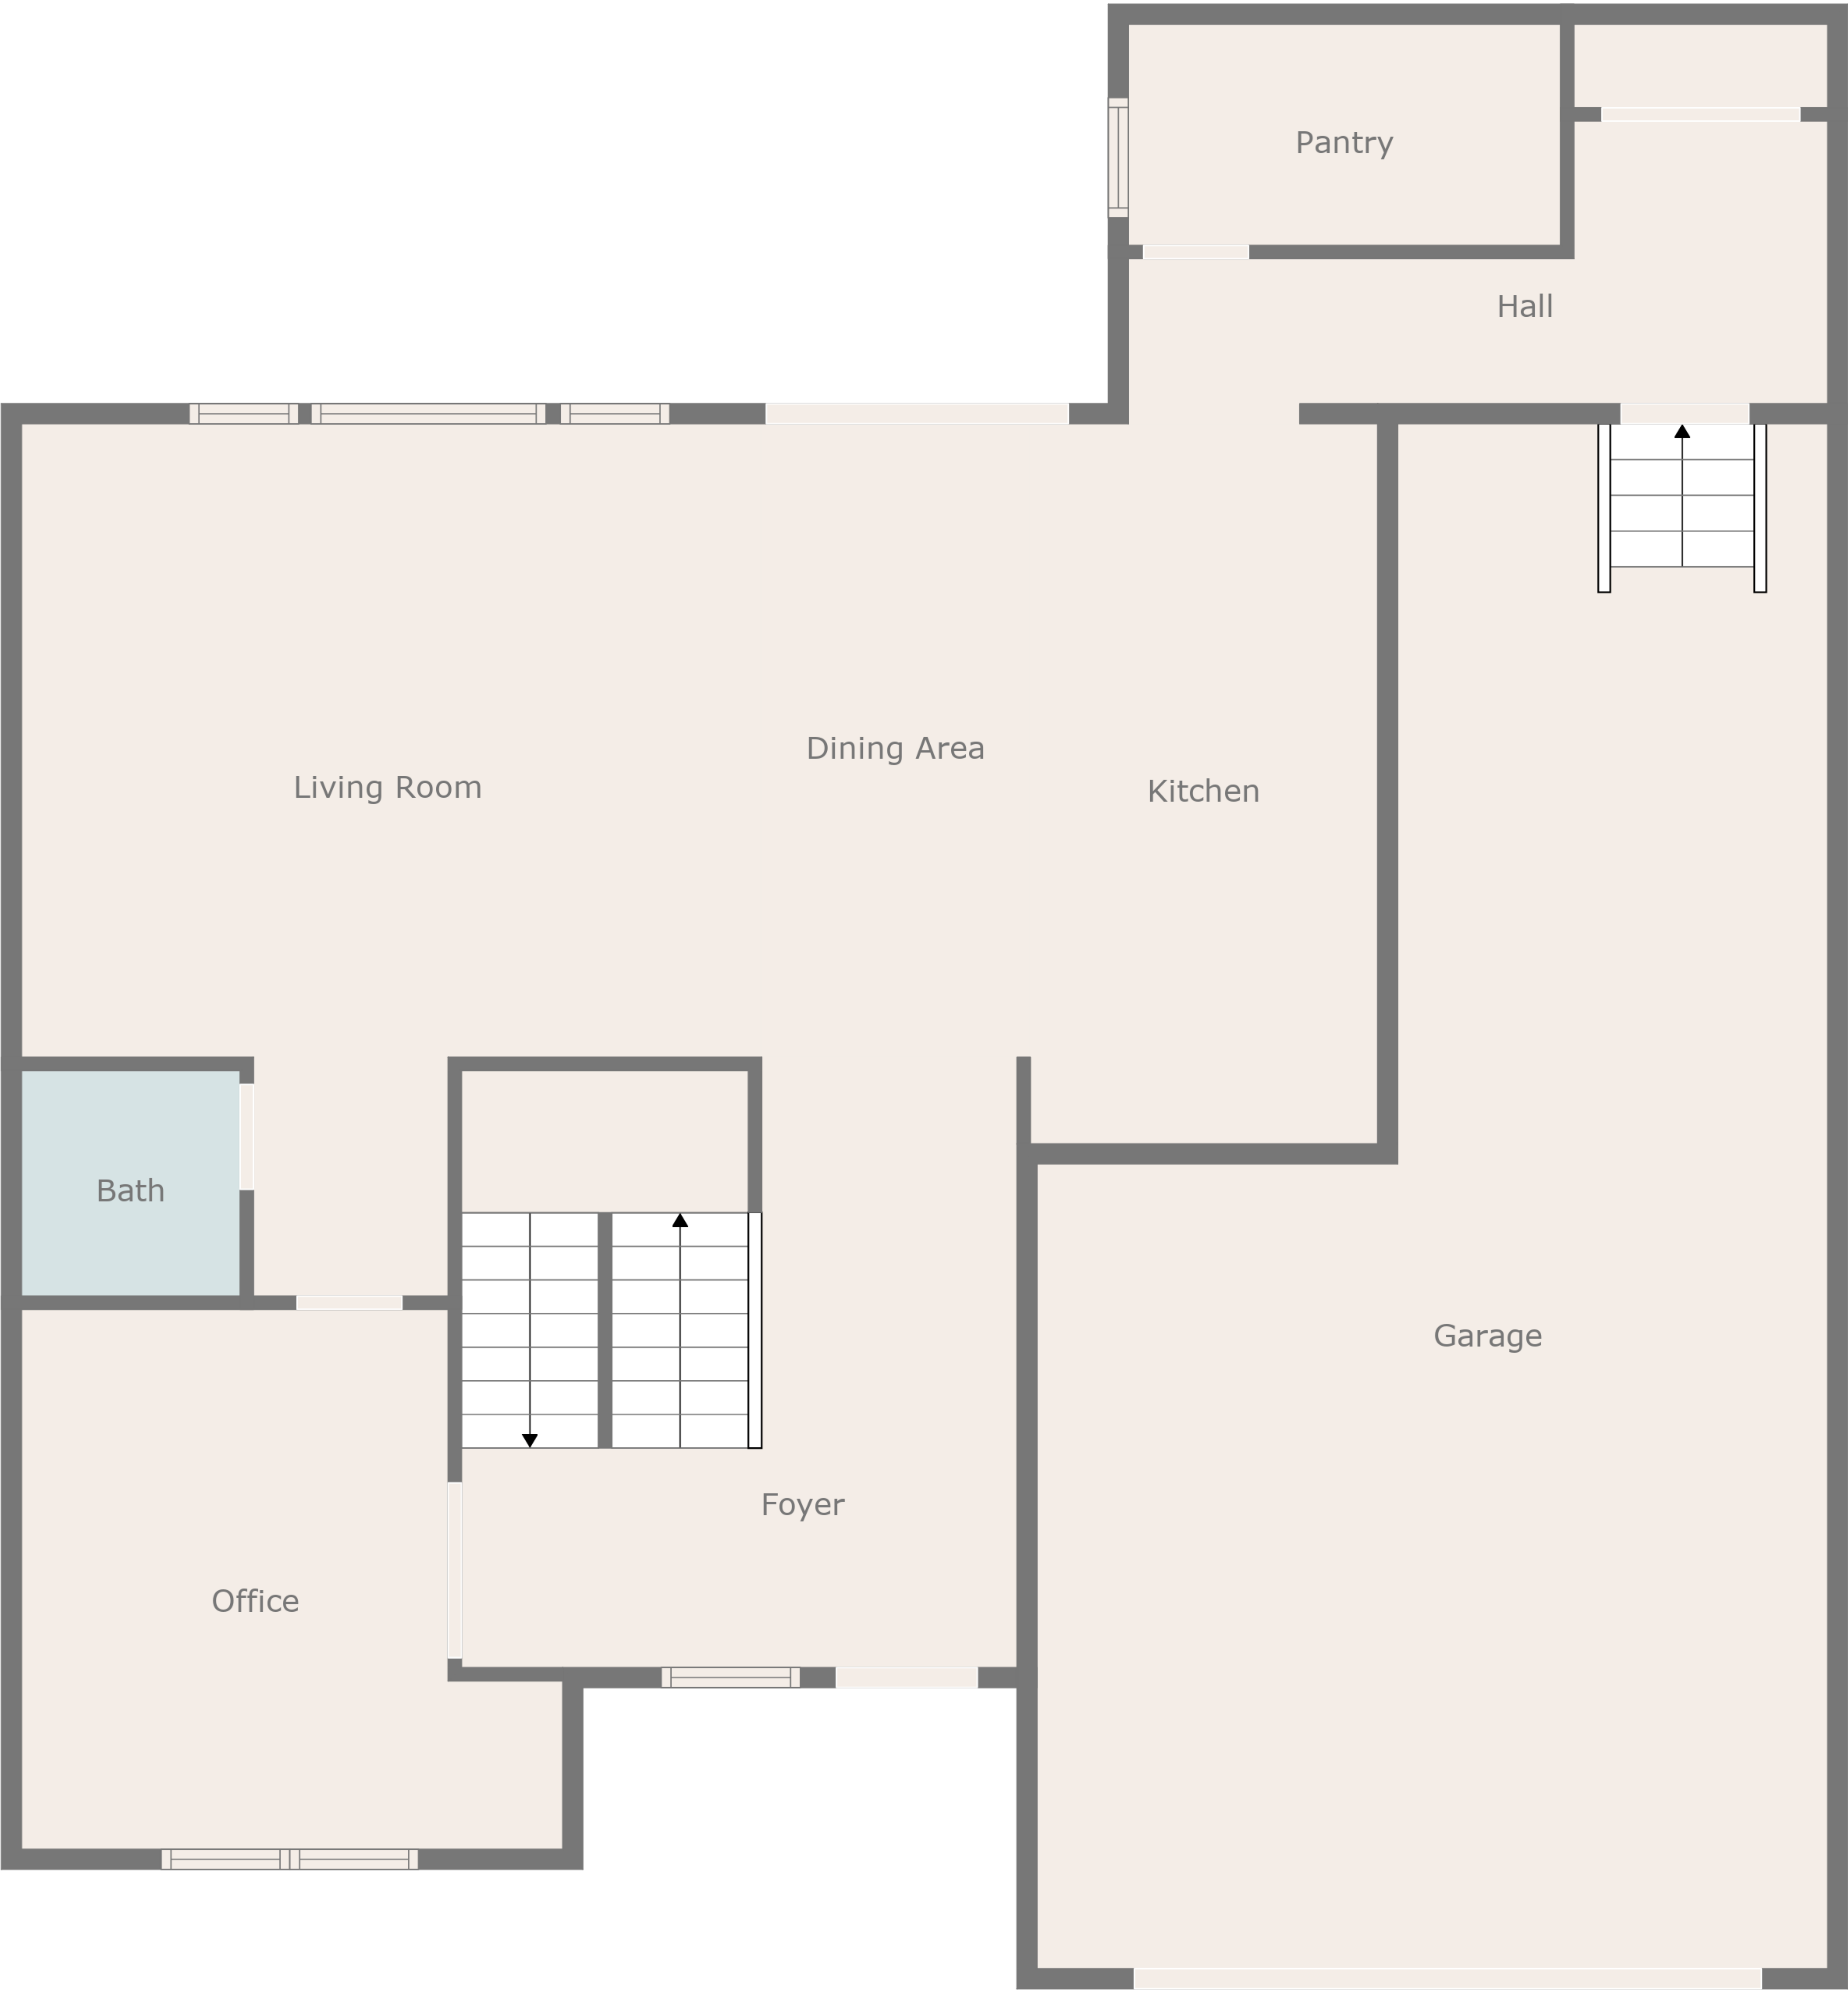 Pantry
Hall
Dining Area
Living Room
Kitchen
Bath
Garage
Foyer
Office